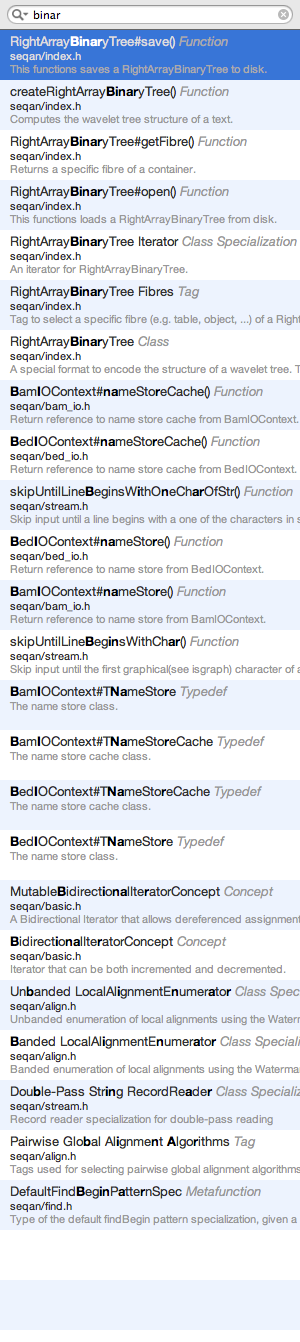 binar
RightArrayBinaryTree#save() Function
seqan/index.h
This functions saves a RightArrayBinaryTree to disk.
createRightArrayBinaryTree() Function
seqan/index.h
Computes the wavelet tree structure of a text.
RightArrayBinaryTree#getFibre() Function
seqan/index.h
Returns a specific fibre of a container.
RightArrayBinaryTree#open() Function
seqan/index.h
This functions loads a RightArrayBinaryTree from disk.
RightArrayBinaryTree Iterator Class Specialization
seqan/index.h
An iterator for RightArrayBinaryTree.
RightArrayBinaryTree Fibres Tag
seqan/index.h
Tag to select a specific fibre (e.g. table, object, ...) of a Right
RightArrayBinaryTree Class
seqan/index.h
A special format to encode the structure of a wavelet tree. T
BamIOContext#nameStoreCache() Function
seqan/bam_io.h
Return reference to name store cache from BamIOContext.
BedIOContext#nameStoreCache() Function
seqan/bed_io.h
Return reference to name store cache from BedIOContext.
skipUntilLineBeginsWithOneCharOfStr() Function
seqan/stream.h
Skip input until a line begins with a one of the characters in s
BedIOContext#nameStore() Function
seqan/bed_io.h
Return reference to name store from BedIOContext.
BamIOContext#nameStore() Function
seqan/bam_io.h
Return reference to name store from BamIOContext.
skipUntilLineBeginsWithChar() Function
seqan/stream.h
Skip input until the first graphical(see isgraph) character of a
BamIOContext#TNameStore Typedef
The name store class.
BamIOContext#TNameStoreCache Typedef
The name store cache class.
BedIOContext#TNameStoreCache Typedef
The name store cache class.
BedIOContext#TNameStore Typedef
The name store class.
MutableBidirectionalIteratorConcept Concept
seqan/basic.h
A Bidirectional Iterator that allows dereferenced assignment
BidirectionalIteratorConcept Concept
seqan/basic.h
Iterator that can be both incremented and decremented.
Unbanded LocalAlignmentEnumerator Class Spec
seqan/align.h
Unbanded enumeration of local alignments using the Waterm
Banded LocalAlignmentEnumerator Class Speciali
seqan/align.h
Banded enumeration of local alignments using the Waterma
Double-Pass String RecordReader Class Specializ
seqan/stream.h
Record reader specialization for double-pass reading
Pairwise Global Alignment Algorithms Tag
seqan/align.h
Tags used for selecting pairwise global alignment algorithms
DefaultFindBeginPatternSpec Metafunction
seqan/find.h
Type of the default findBegin pattern specialization, given a